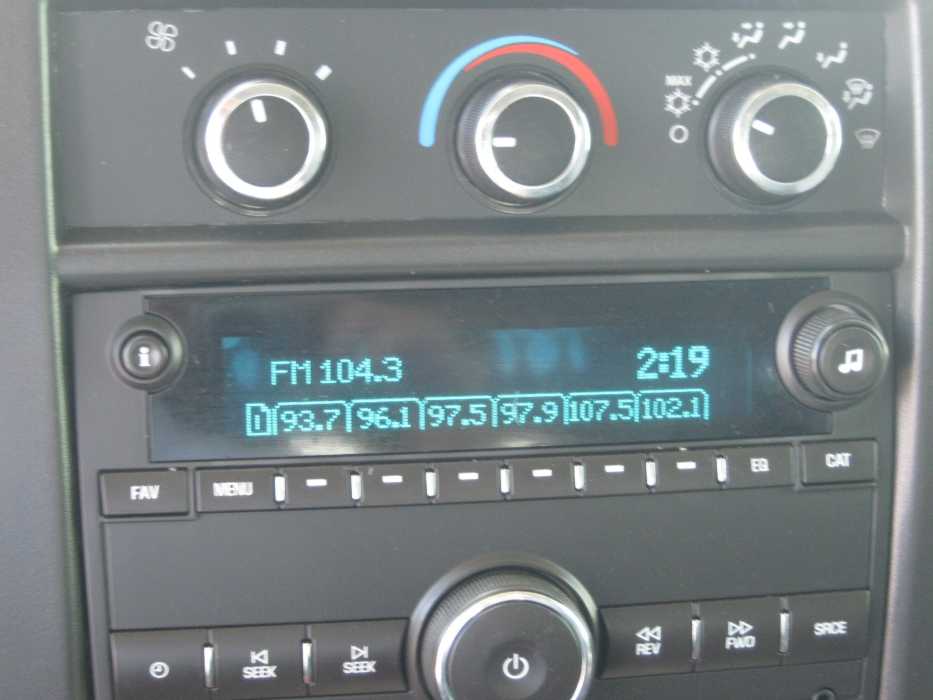 MAX
i
FM 104.3 2:19
1 93.7 96.1 97.5 97.9 107.5 102.1
FAV MENU EQ CAT
SEEK SEEK REV FWD SRCE